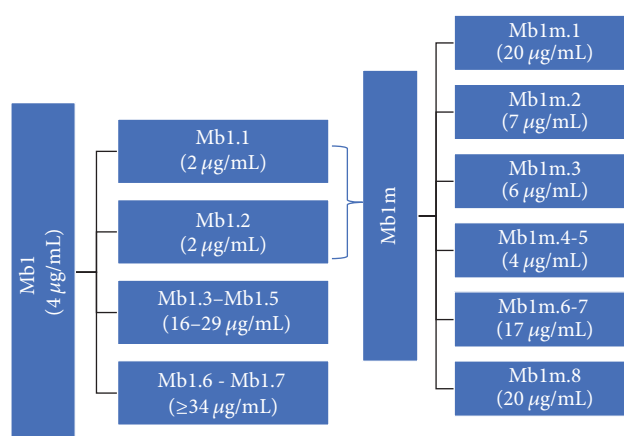 Mb1
(4 μg/mL)
Mb1.1
(2 μg/mL)
Mb1.2
(2 μg/mL)
Mb1.3–Mb1.5
(16–29 μg/mL)
Mb1.6 - Mb1.7
(≥34 μg/mL)
Mb1m
Mb1m.1
(20 μg/mL)
Mb1m.2
(7 μg/mL)
Mb1m.3
(6 μg/mL)
Mb1m.4-5
(4 μg/mL)
Mb1m.6-7
(17 μg/mL)
Mb1m.8
(20 μg/mL)